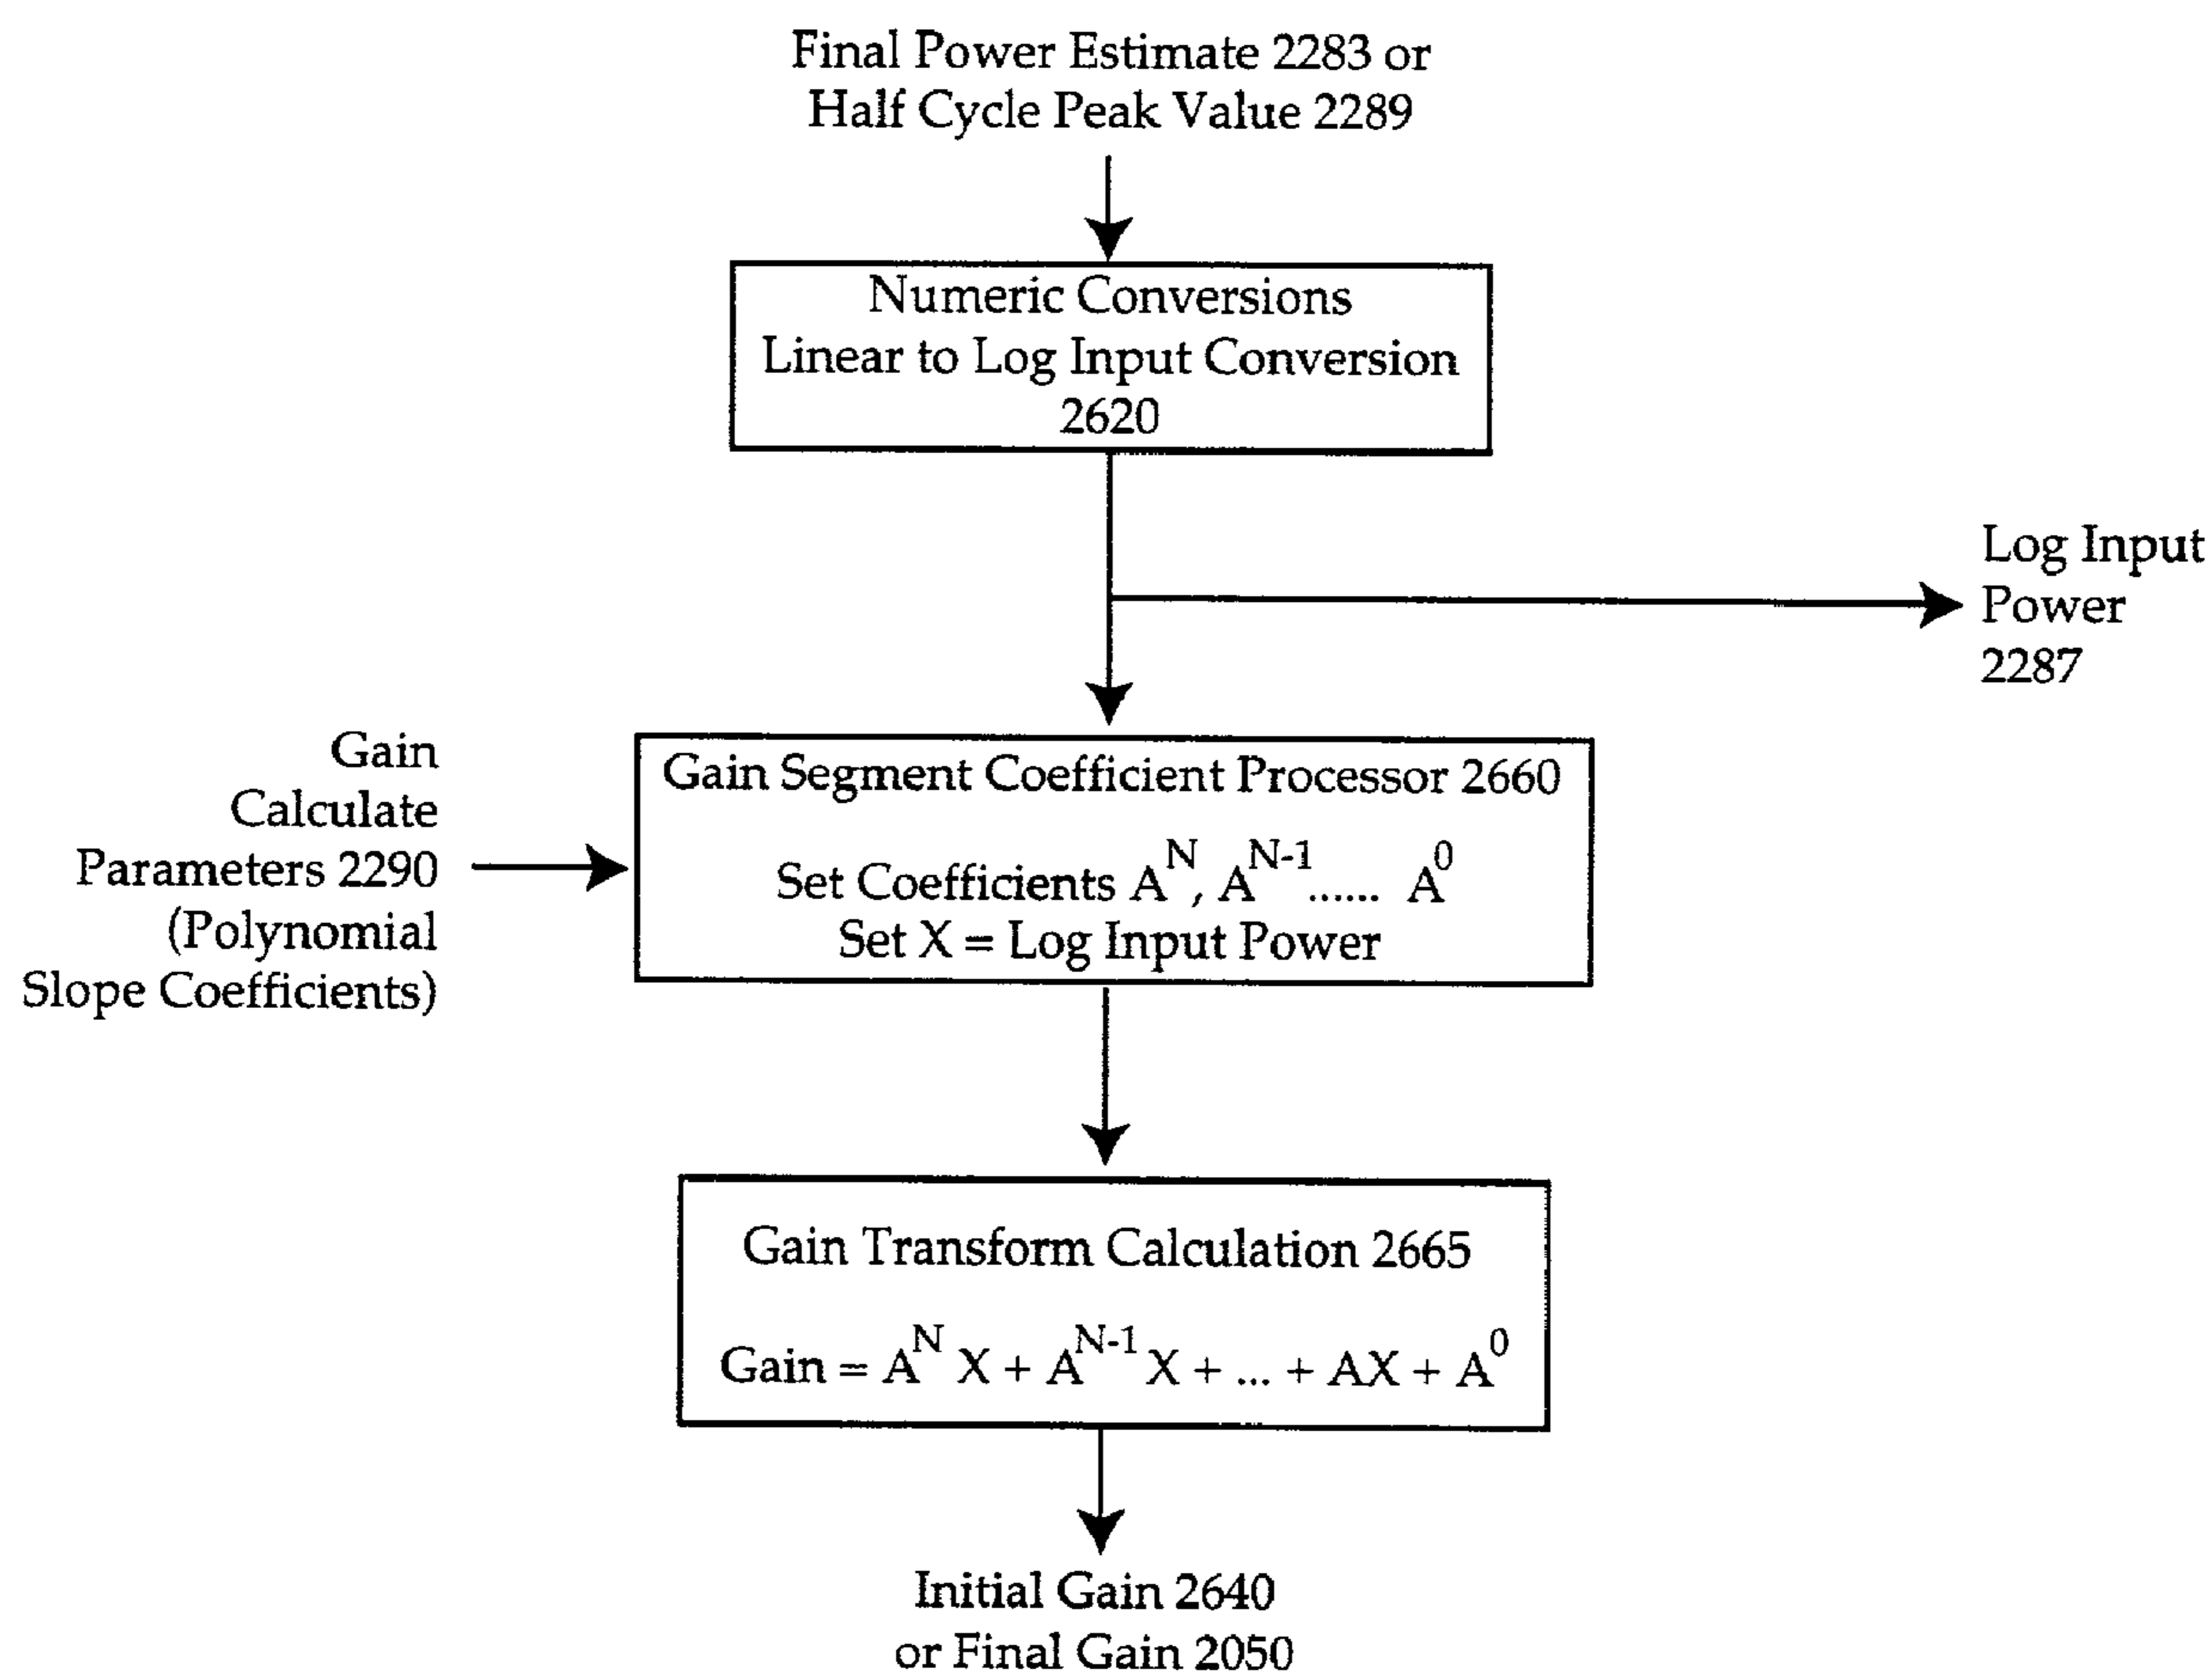 Final Power Estimate 2283 or
Half Cycle Peak Value 2289
Numeric Conversions
Linear to Log Input Conversion
2620
Log Input
Power
2287
Gain
Calculate
Parameters 2290
(Polynomial
Slope Coefficients)
Gain Segment Coefficient Processor 2660
Set Coefficients A^N, A^N-1...... A^0
Set X = Log Input Power
Gain Transform Calculation 2665
Gain = A^N X + A^N-1 X + ... + AX + A^0
Initial Gain 2640
or Final Gain 2050